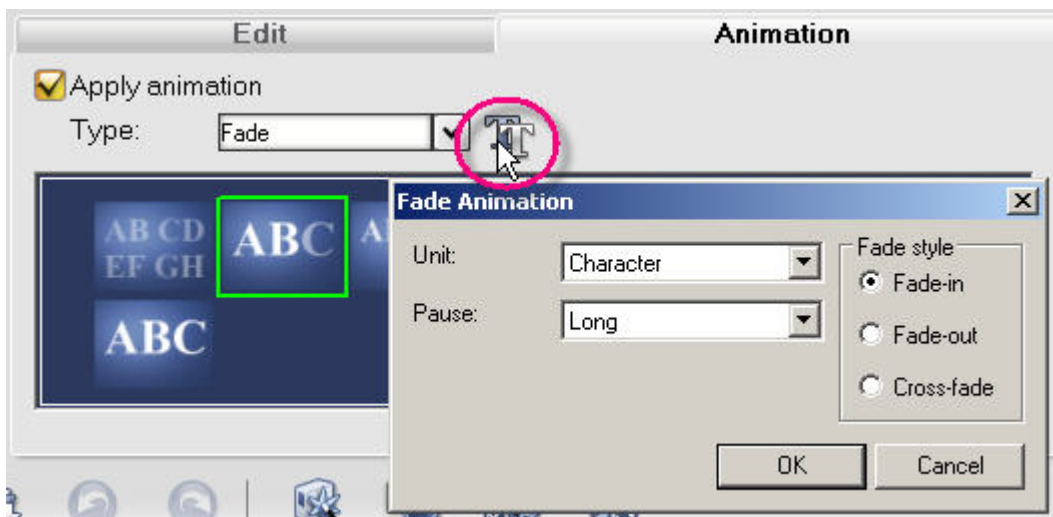 Edit
Animation
Apply animation
Type:
Fade
AB CD
EF GH
ABC
ABC
Fade Animation
Unit:
Character
Pause:
Long
Fade style
Fade-in
Fade-out
Cross-fade
OK
Cancel